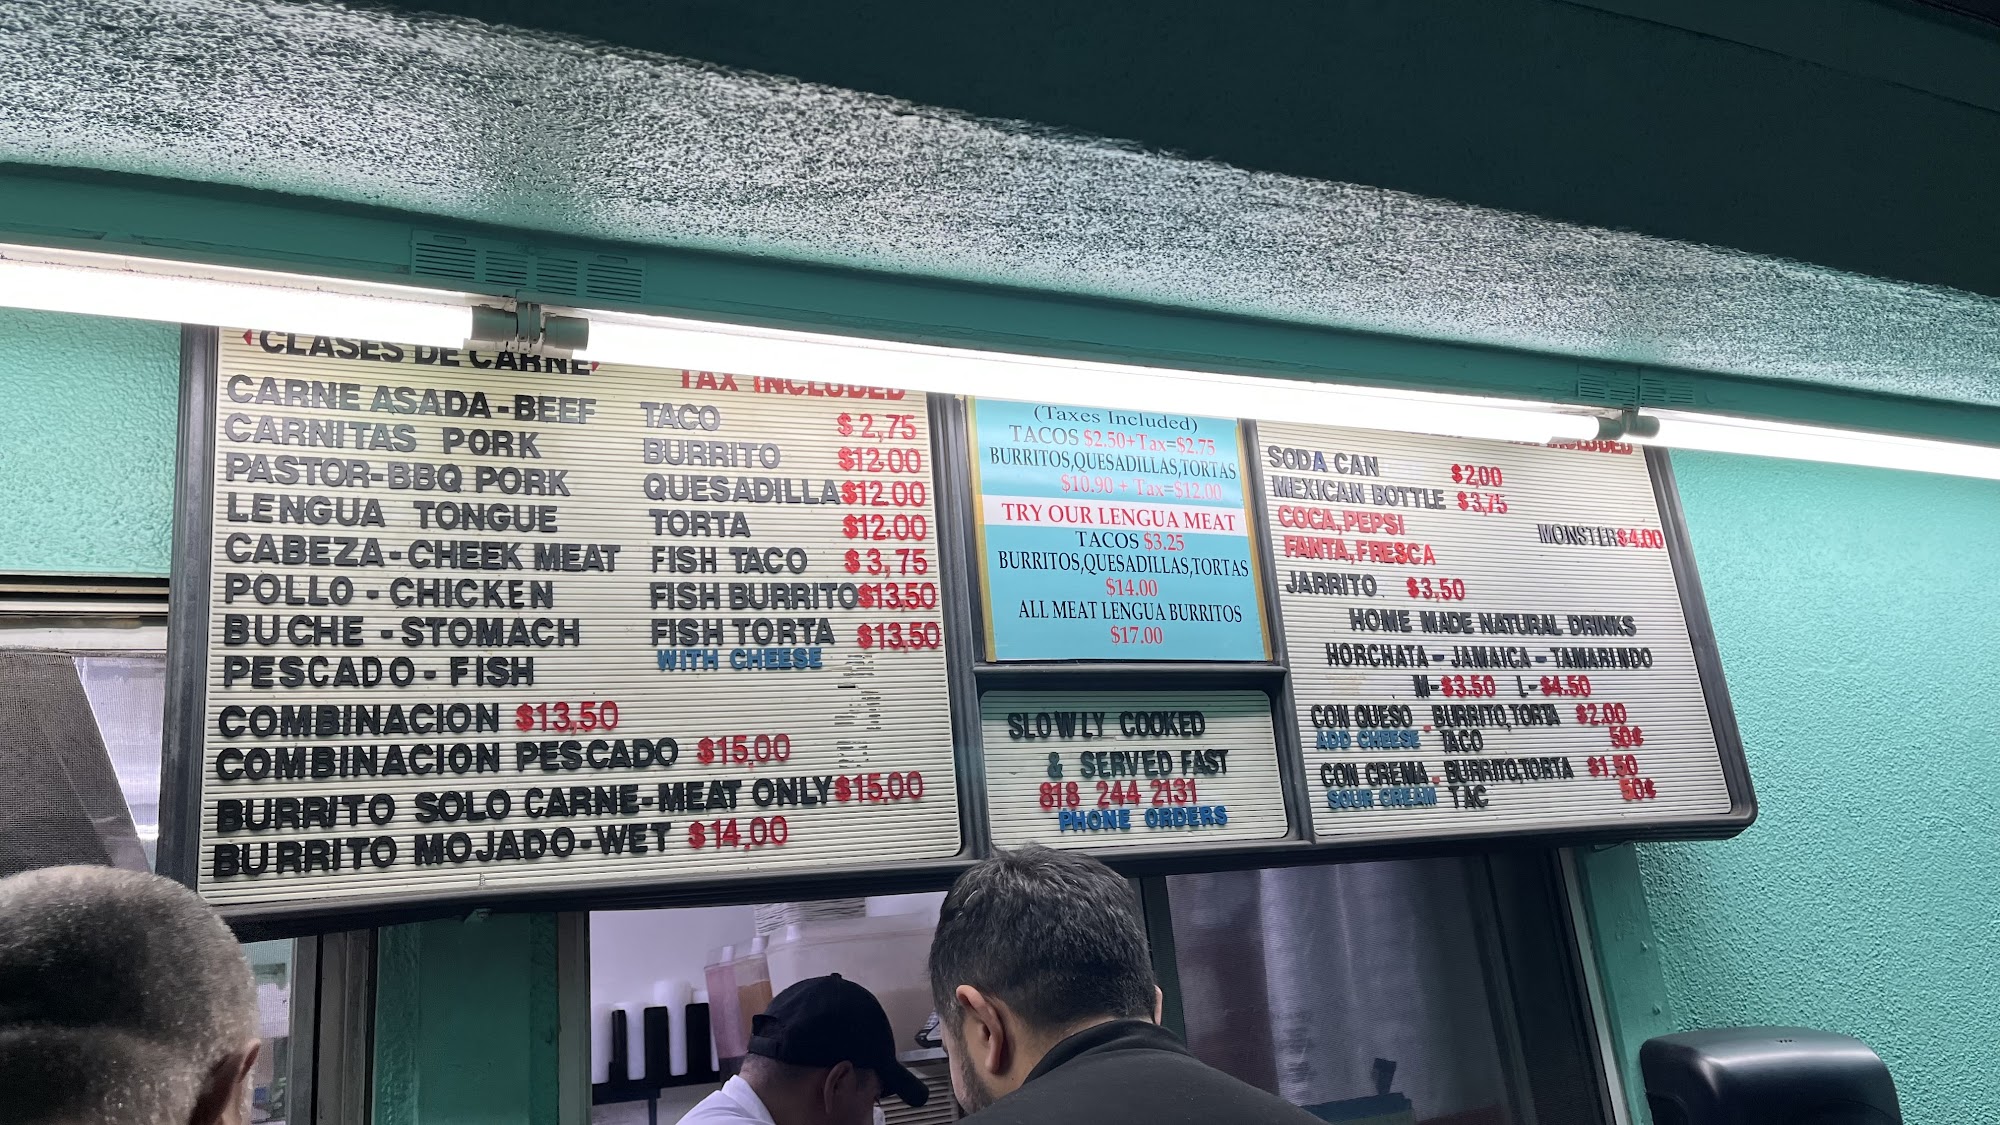 CLASES DE CARNE
TAX INCLUDED
CARNE ASADA-BEEF
CARNITAS PORK
PASTOR-BBQ PORK
LENGUA TONGUE
CABEZA-CHEEK MEAT
POLLO-CHICKEN
BUCHE-STOMACH
PESCADO-FISH
TACO $2,75
BURRITO $12.00
QUESADILLA $12.00
TORTA $12.00
FISH TACO $3,75
FISH BURRITO $13,50
FISH TORTA $13,50
WITH CHEESE
COMBINACION $13,50
COMBINACION PESCADO $15,00
BURRITO SOLO CARNE-MEAT ONLY $15.00
BURRITO MOJADO-WET $14,00
(Taxes Included)
TACOS $2.50+Tax=$2.75
BURRITOS,QUESADILLAS,TORTAS
$10.90 + Tax=$12.00
TRY OUR LENGUA MEAT
TACOS $3.25
BURRITOS,QUESADILLAS,TORTAS
$14.00
ALL MEAT LENGUA BURRITOS
$17.00
SLOWLY COOKED
& SERVED FAST
818 244 2131
PHONE ORDERS
INCLUDED
SODA CAN $2,00
MEXICAN BOTTLE $3,75
COCA,PEPSI
FANTA,FRESCA
MONSTER $4.00
JARRITO $3,50
HOME MADE NATURAL DRINKS
HORCHATA-JAMAICA-TAMARINDO
M-$3.50 L-$4.50
CON QUESO-BURRITO,TORTA $2.00
ADD CHEESE TACO 50¢
CON CREMA-BURRITO,TORTA $1,50
SOUR CREAM TAC 50¢